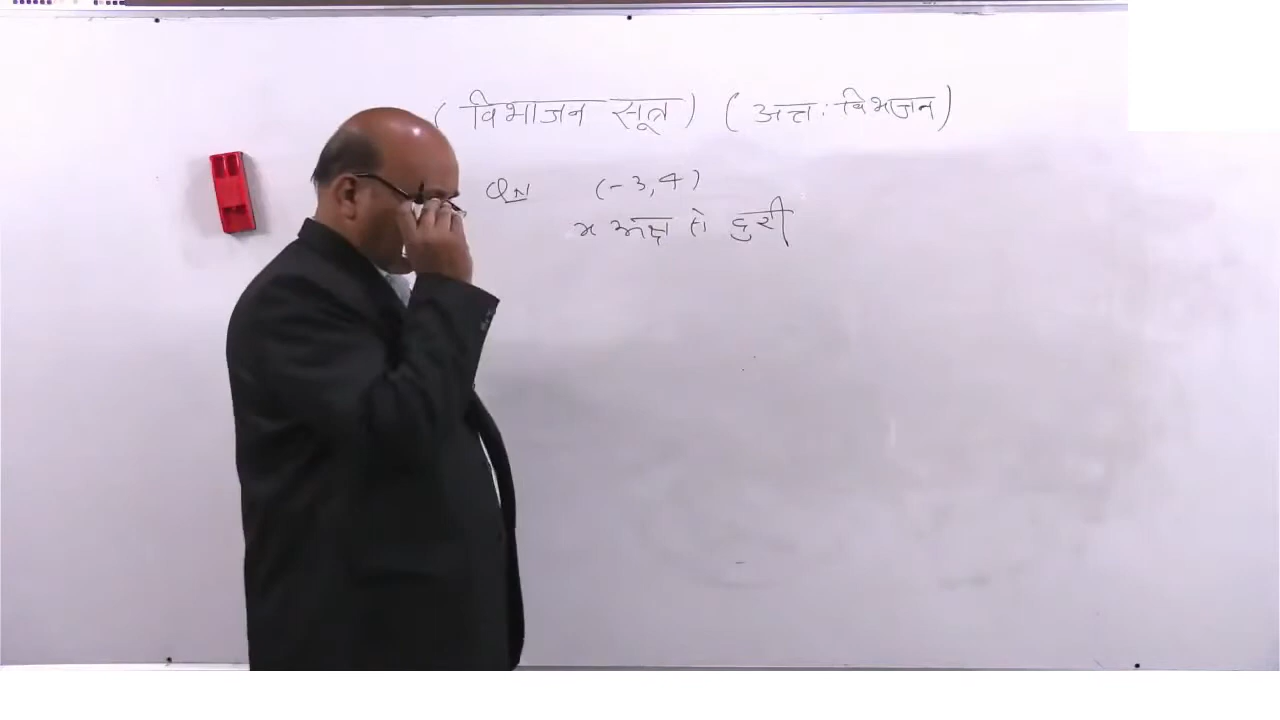 (विभाजन सूत्र) (अन्तः विभाजन)
Qn (-3,4)
x अक्ष से दुरी